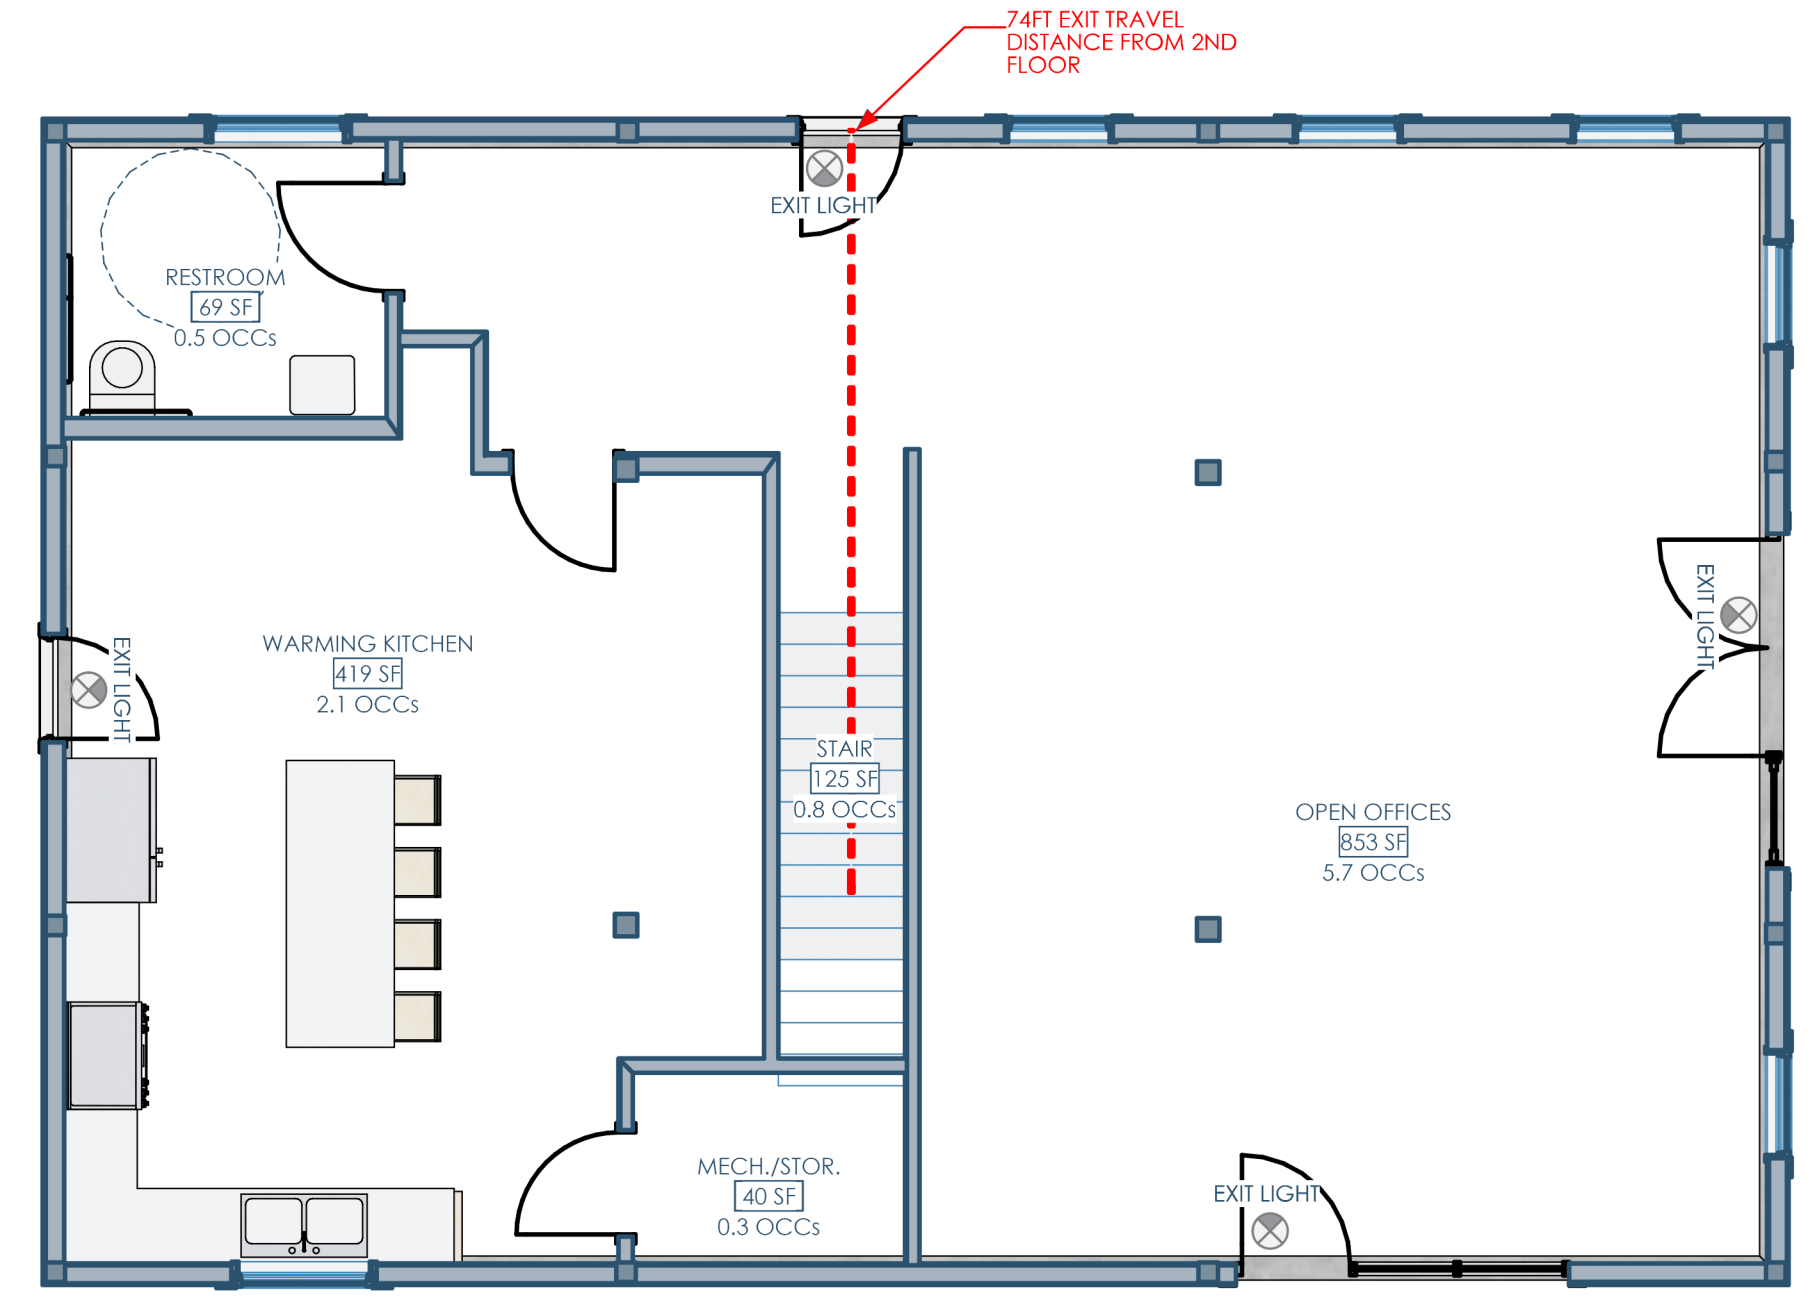 74FT EXIT TRAVEL
DISTANCE FROM 2ND
FLOOR
EXIT LIGHT
RESTROOM
69 SF
0.5 OCCs
EXIT LIGHT
WARMING KITCHEN
419 SF
2.1 OCCs
EXIT LIGHT
STAIR
125 SF
0.8 OCCs
OPEN OFFICES
853 SF
5.7 OCCs
MECH./STOR.
40 SF
0.3 OCCs
EXIT LIGHT